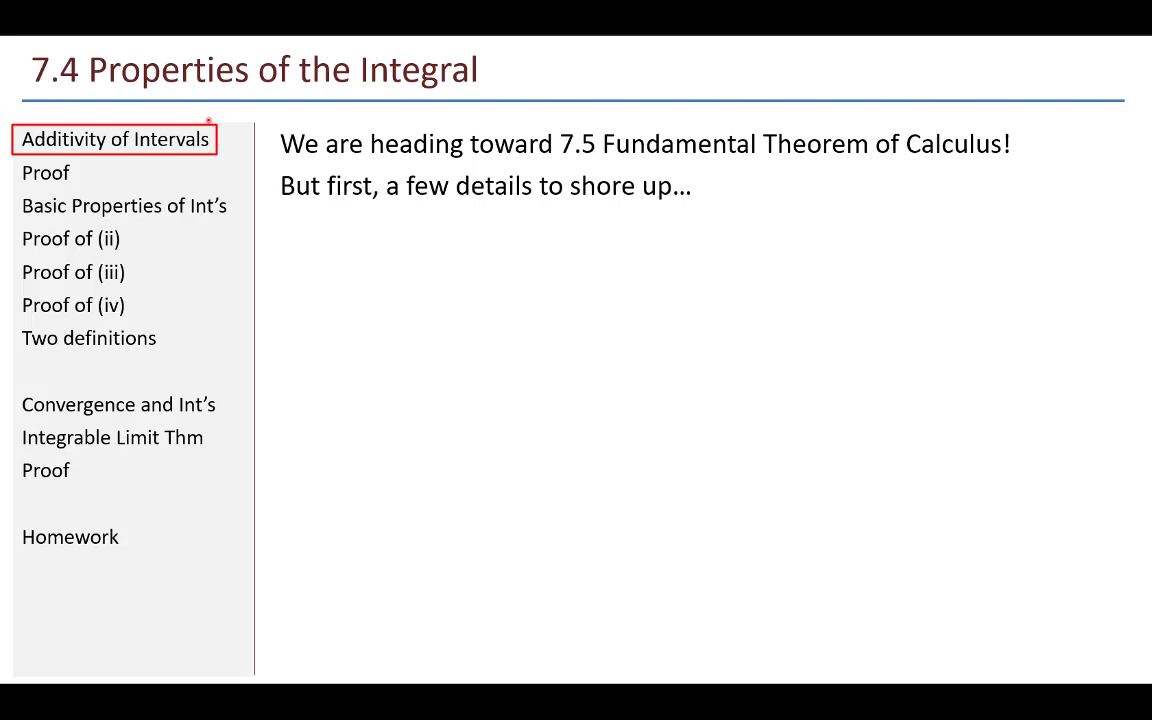 7.4 Properties of the Integral
Additivity of Intervals
Proof
Basic Properties of Int’s
Proof of (ii)
Proof of (iii)
Proof of (iv)
Two definitions
Convergence and Int’s
Integrable Limit Thm
Proof
Homework
We are heading toward 7.5 Fundamental Theorem of Calculus!
But first, a few details to shore up…